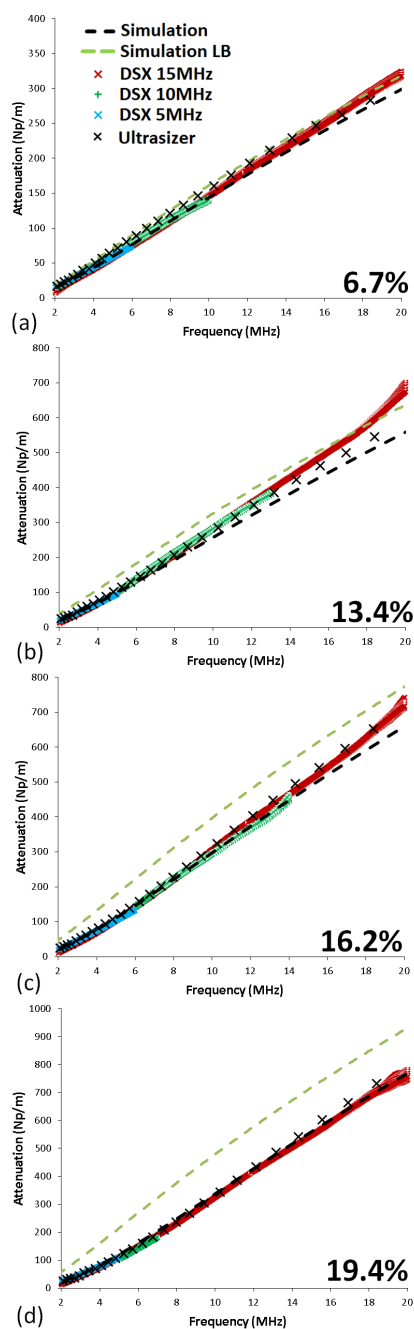 400
350
300
250
200
150
100
50
0
Attenuation (Np/m)
Simulation
Simulation LB
DSX 15MHz
DSX 10MHz
DSX 5MHz
Ultrasizer
6.7%
2 4 6 8 10 12 14 16 18 20
Frequency (MHz)
(a)
800
700
600
500
400
300
200
100
0
Attenuation (Np/m)
13.4%
2 4 6 8 10 12 14 16 18 20
Frequency (MHz)
(b)
800
700
600
500
400
300
200
100
0
Attenuation (Np/m)
16.2%
2 4 6 8 10 12 14 16 18 20
Frequency (MHz)
(c)
1000
900
800
700
600
500
400
300
200
100
0
Attenuation (Np/m)
19.4%
2 4 6 8 10 12 14 16 18 20
Frequency (MHz)
(d)